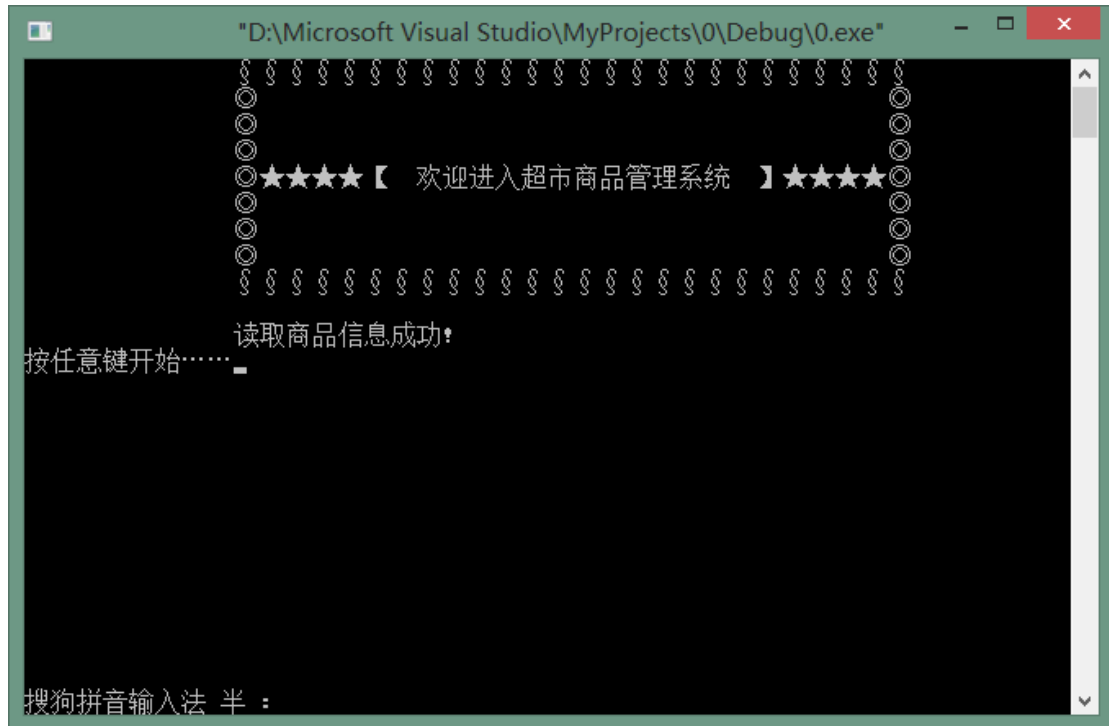 "D:\Microsoft Visual Studio\MyProjects\0\Debug\0.exe"
§ § § § § § § § § § § § § § § § § § § § § § § § § §
◎ ◎
◎ ◎
◎ ◎
◎★★★★【 欢迎进入超市商品管理系统 】★★★★◎
◎ ◎
◎ ◎
◎ ◎
§ § § § § § § § § § § § § § § § § § § § § § § § § § §
读取商品信息成功!
按任意键开始……
搜狗拼音输入法 半 :